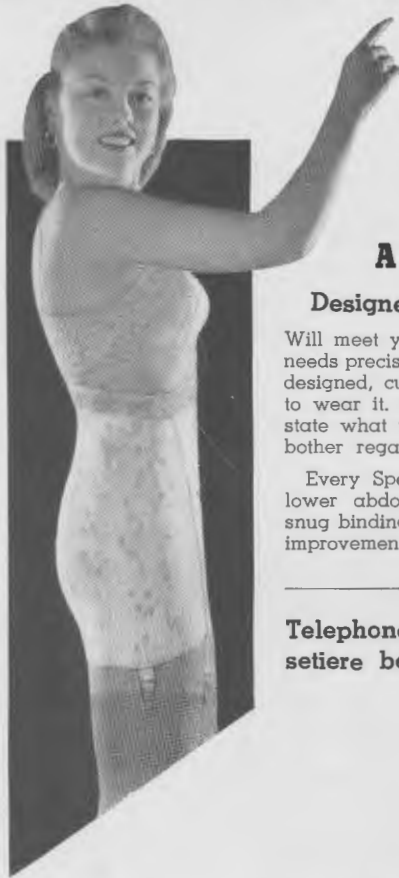 A
Designe
Will meet y
needs precis
designed, cu
to wear it.
state what
bother rega
Every Spe
lower abdo
snug bindin
improvemen
Telephone
setiere be